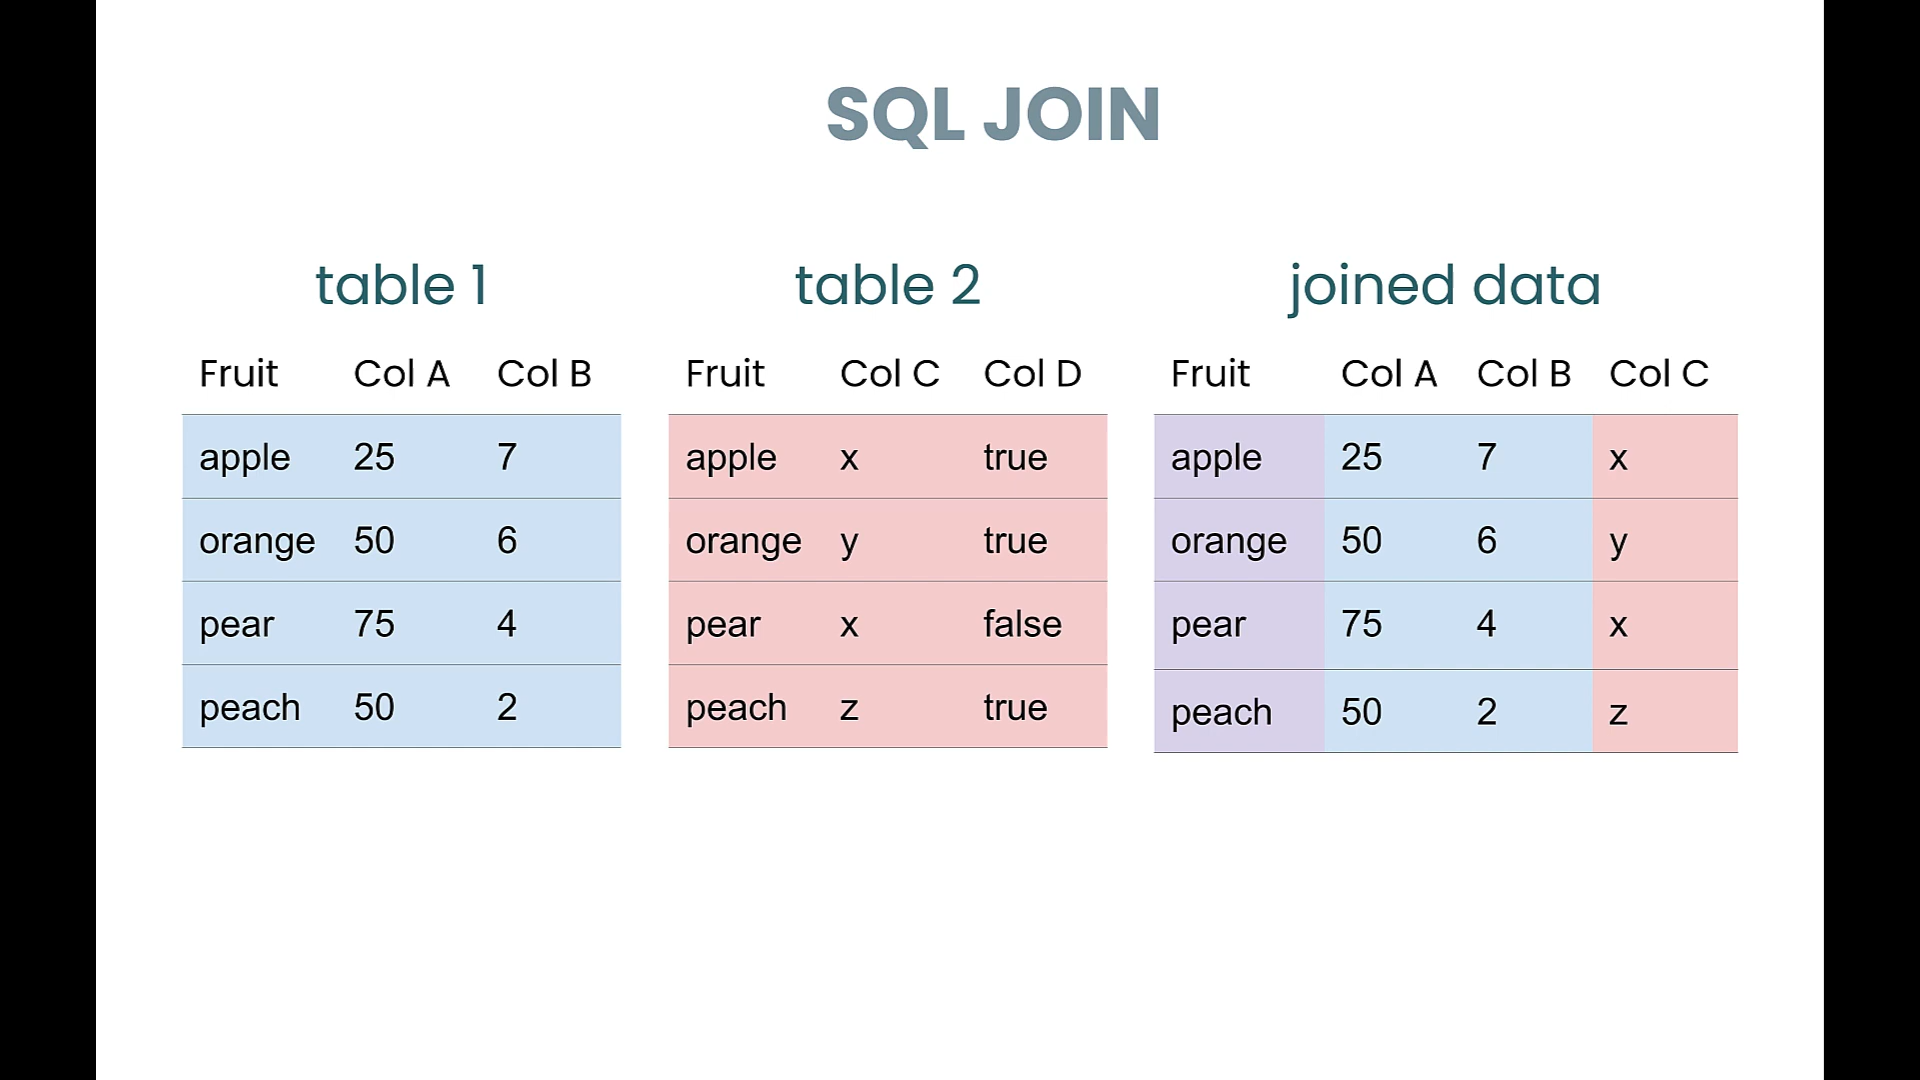 SQL JOIN
table 1
Fruit Col A Col B
apple 25 7
orange 50 6
pear 75 4
peach 50 2
table 2
Fruit Col C Col D
apple x true
orange y true
pear x false
peach z true
joined data
Fruit Col A Col B Col C
apple 25 7 x
orange 50 6 y
pear 75 4 x
peach 50 2 z